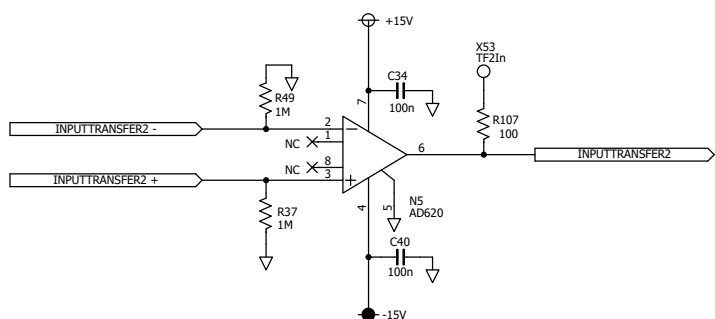 +15V
X53
TF2In
C34
100n
7
R49
1M
R107
100
INPUTTRANSFER2 -
2
1
NC
6
INPUTTRANSFER2
NC
8
3
INPUTTRANSFER2 +
N5
AD620
4
5
R37
1M
C40
100n
-15V